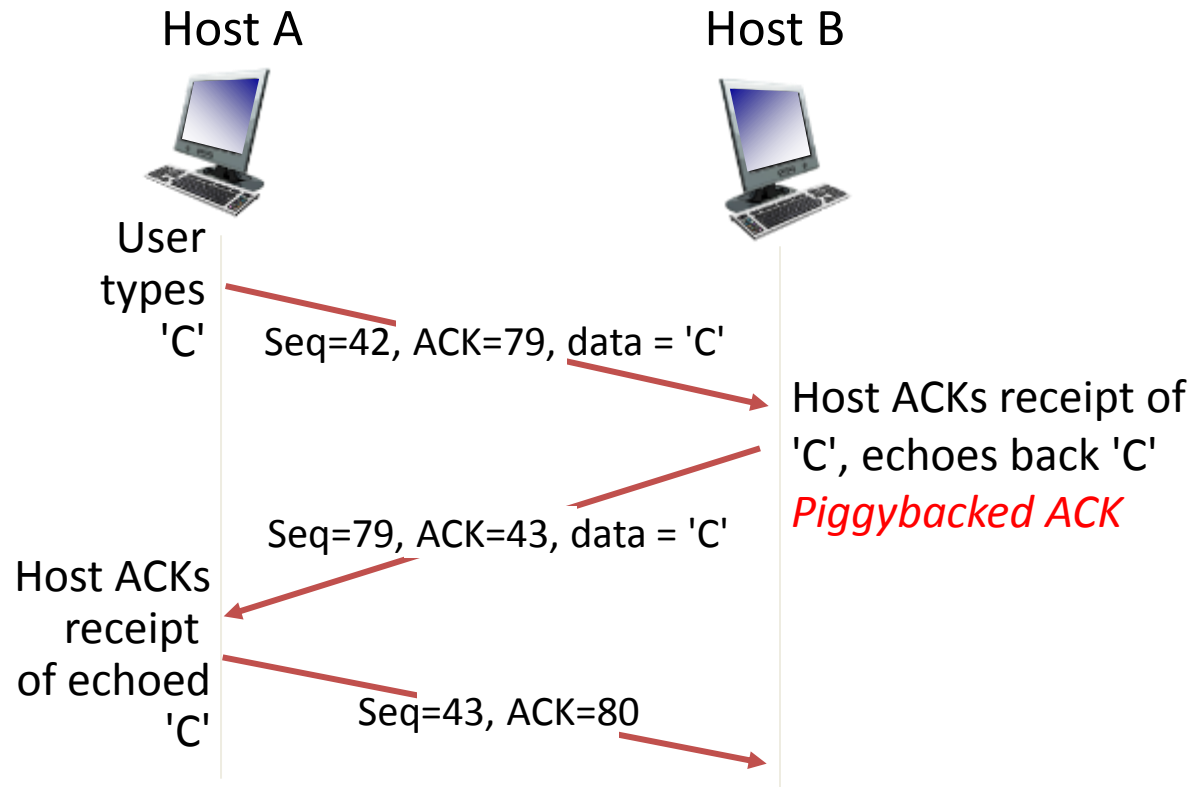 Host A
Host B
User
types
'C'
Seq=42, ACK=79, data = 'C'
Host ACKs receipt of
'C', echoes back 'C'
Piggybacked ACK
Seq=79, ACK=43, data = 'C'
Host ACKs
receipt
of echoed
'C'
Seq=43, ACK=80